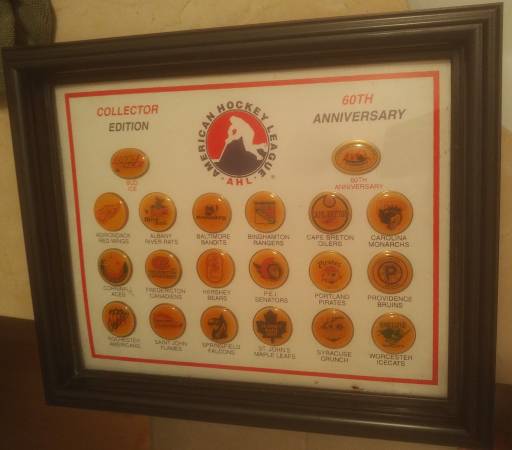 COLLECTOR
EDITION
AMERICAN HOCKEY LEAGUE
· AHL ·
60TH
ANNIVERSARY
BUD
ICE
60TH
ANNIVERSARY
ADIRONDACK
RED WINGS
ALBANY
RIVER RATS
BALTIMORE
BANDITS
BINGHAMTON
RANGERS
CAPE BRETON
OILERS
CAROLINA
MONARCHS
CORNWALL
ACES
FREDERICTON
CANADIENS
HERSHEY
BEARS
P.E.I.
SENATORS
PORTLAND
PIRATES
PROVIDENCE
BRUINS
ROCHESTER
AMERICANS
SAINT JOHN
FLAMES
SPRINGFIELD
FALCONS
ST. JOHN'S
MAPLE LEAFS
SYRACUSE
CRUNCH
WORCESTER
ICECATS